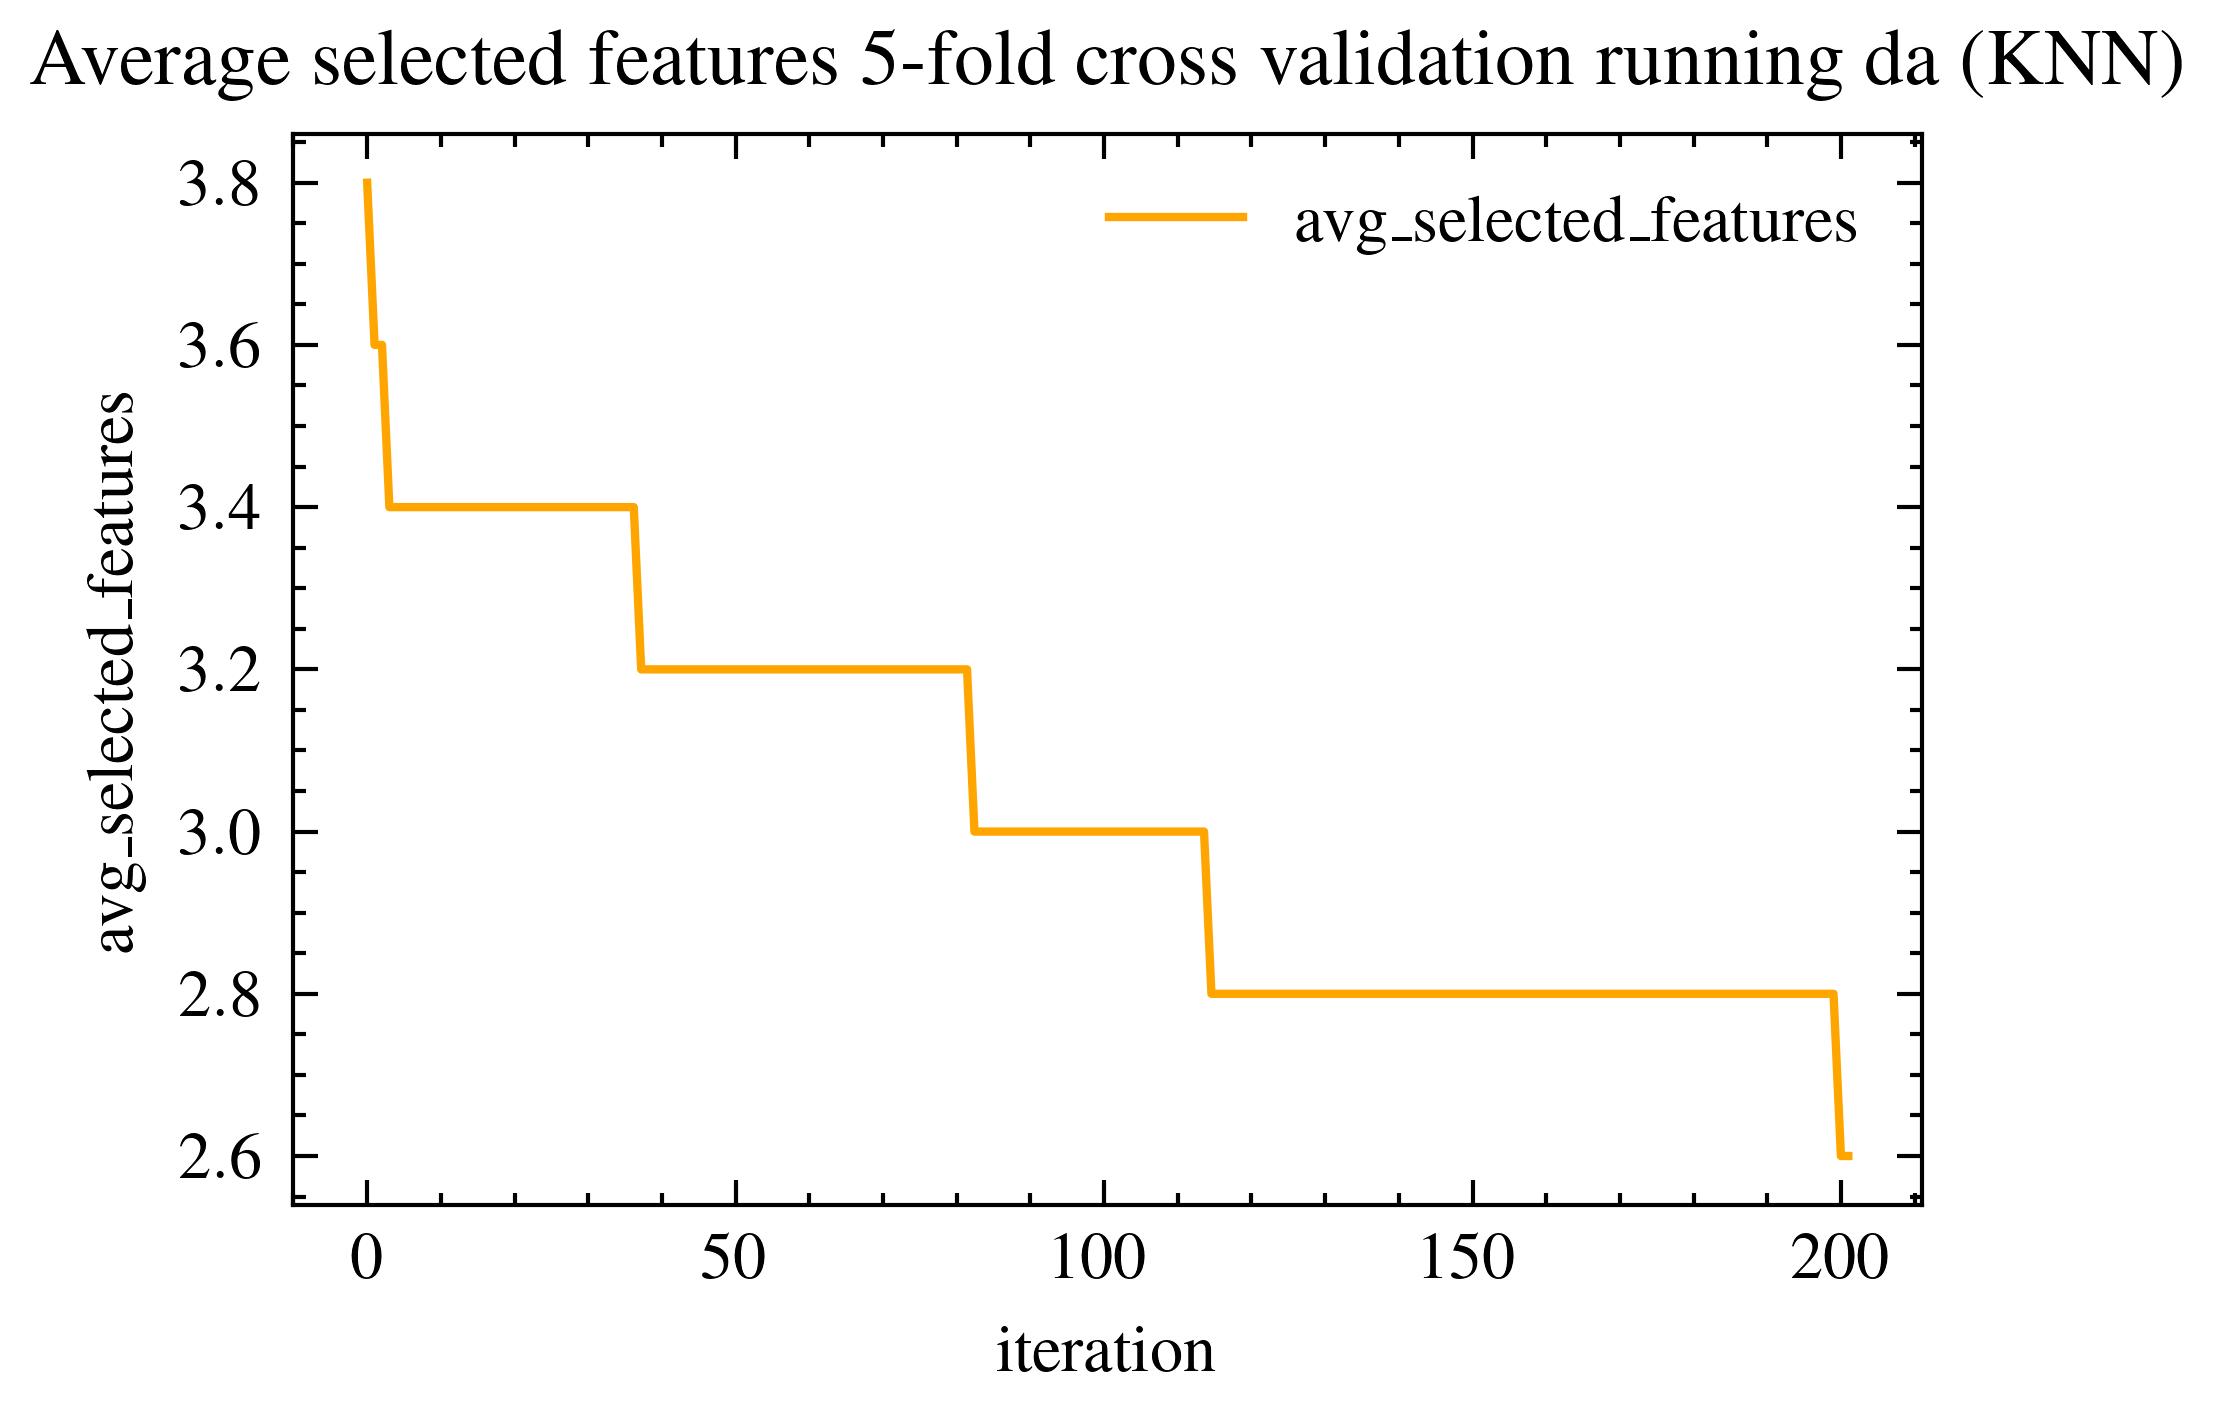 Average selected features 5-fold cross validation running da (KNN)
avg_selected_features
avg_selected_features
3.8
3.6
3.4
3.2
3.0
2.8
2.6
0 50 100 150 200
iteration